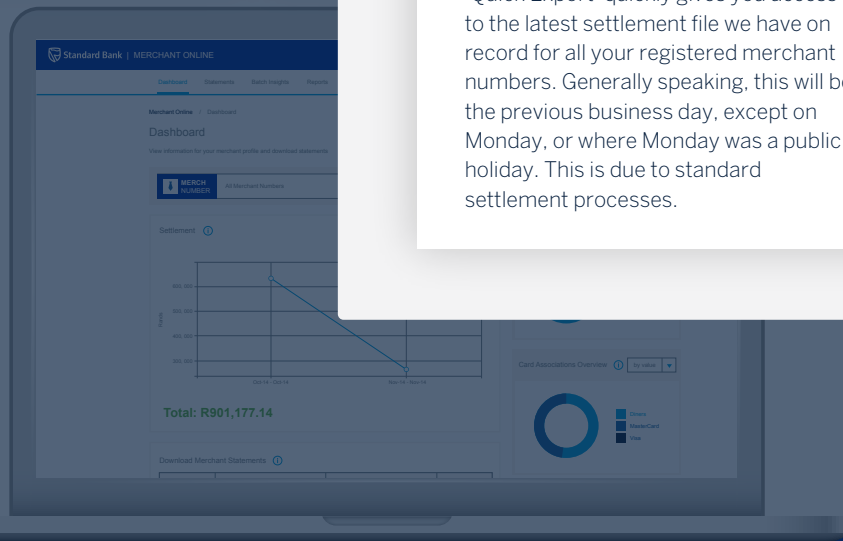 "Quick Export" quickly gives you access
to the latest settlement file we have on
record for all your registered merchant
numbers. Generally speaking, this will be
the previous business day, except on
Monday, or where Monday was a public
holiday. This is due to standard
settlement processes.
Standard Bank | MERCHANT ONLINE
Dashboard Statements Batch Insights Reports
Merchant Online / Dashboard
Dashboard
View information for your merchant profile and download statements
MERCH
NUMBER
All Merchant Numbers
Settlement
400, 000
Total: R901,177.14
Card Associations Overview
by value
Diners
MasterCard
Visa
Download Merchant Statements